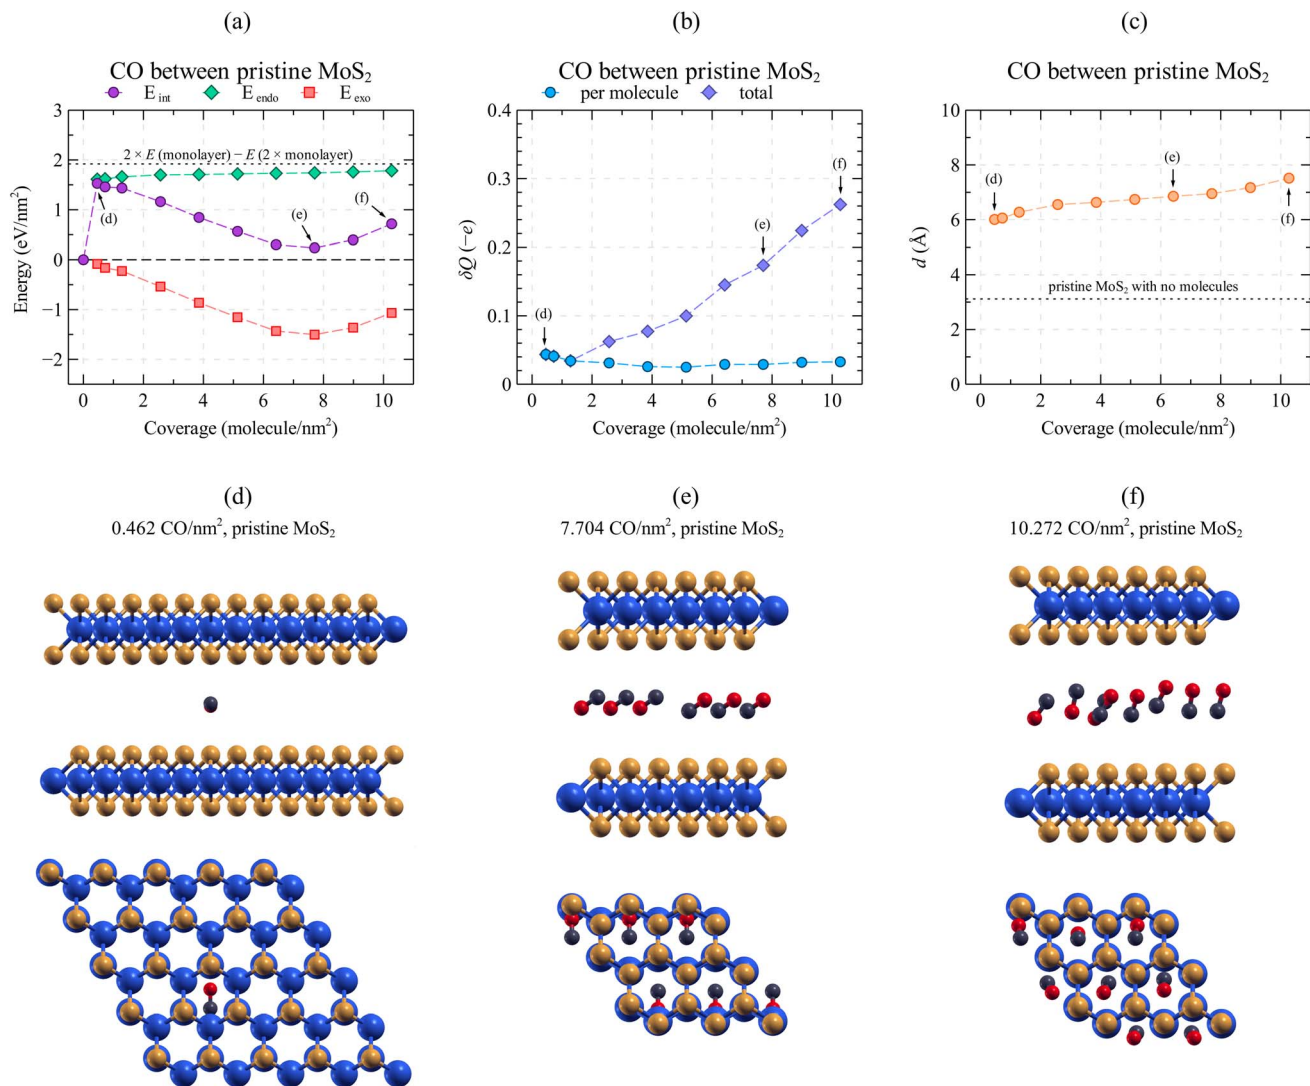 (a)
CO between pristine MoS₂
E int E endo E exo
3
2
1
0
−1
−2
2 × E (monolayer) − E (2 × monolayer)
(d)
(e)
(f)
Energy (eV/nm²)
0 2 4 6 8 10
Coverage (molecule/nm²)
(b)
CO between pristine MoS₂
per molecule total
0.4
0.3
0.2
0.1
0
(d)
(e)
(f)
δQ (−e)
0 2 4 6 8 10
Coverage (molecule/nm²)
(c)
CO between pristine MoS₂
10
8
6
4
2
0
(d)
(e)
(f)
pristine MoS₂ with no molecules
d (Å)
0 2 4 6 8 10
Coverage (molecule/nm²)
(d)
0.462 CO/nm², pristine MoS₂
(e)
7.704 CO/nm², pristine MoS₂
(f)
10.272 CO/nm², pristine MoS₂